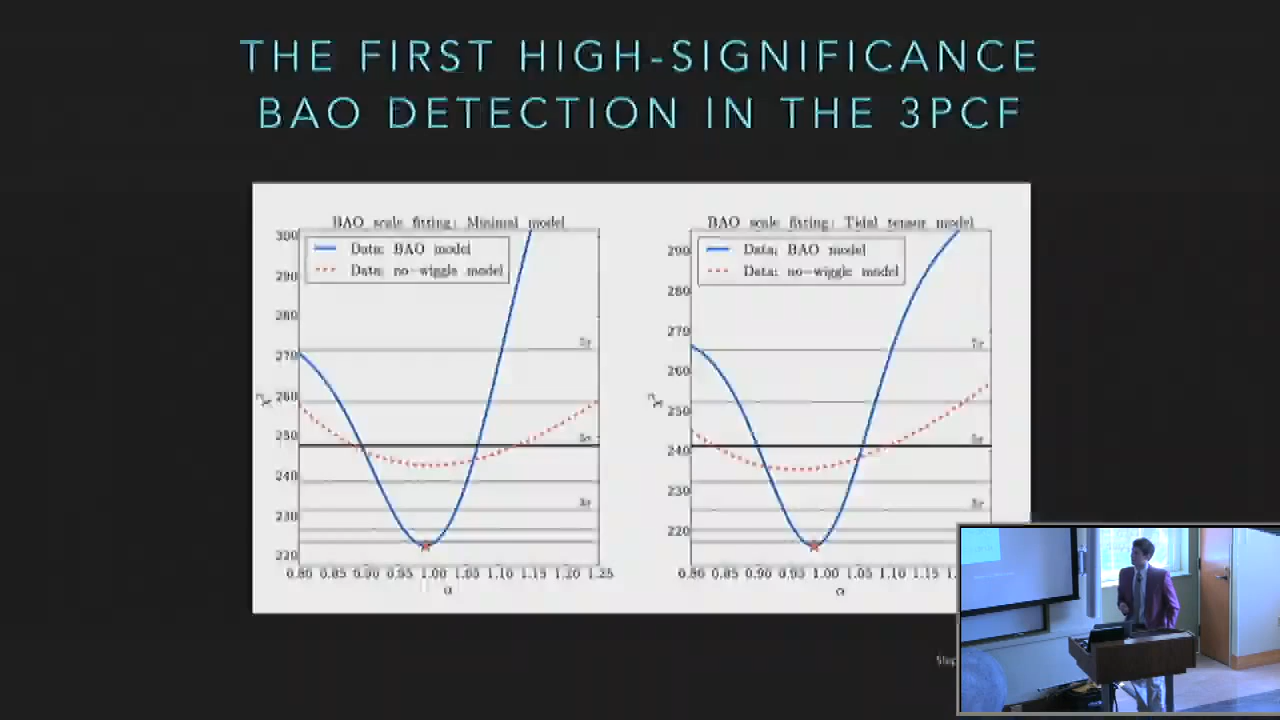 THE FIRST HIGH-SIGNIFICANCE
BAO DETECTION IN THE 3PCF
BAO scale fitting: Minimal model
Data: BAO model
Data: no-wiggle model
300
290
280
270
260
250
240
230
220
0.80 0.85 0.90 0.95 1.00 1.05 1.10 1.15 1.20 1.25
α
χ²
BAO scale fitting: Tidal tensor model
Data: BAO model
Data: no-wiggle model
290
280
270
260
250
240
230
220
0.80 0.85 0.90 0.95 1.00 1.05 1.10 1.15
α
χ²